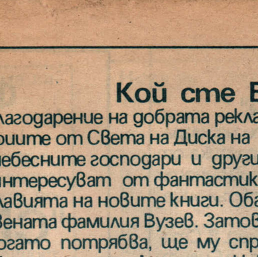 Кой сте В
лагодарение на добрата рекла
оиите от Света на Диска на
небесните господари и други
интересуват от фантастик
лавията на новите книги. Оба
вената фамилия Вузев. Затов
огато потрябва, ще му спр